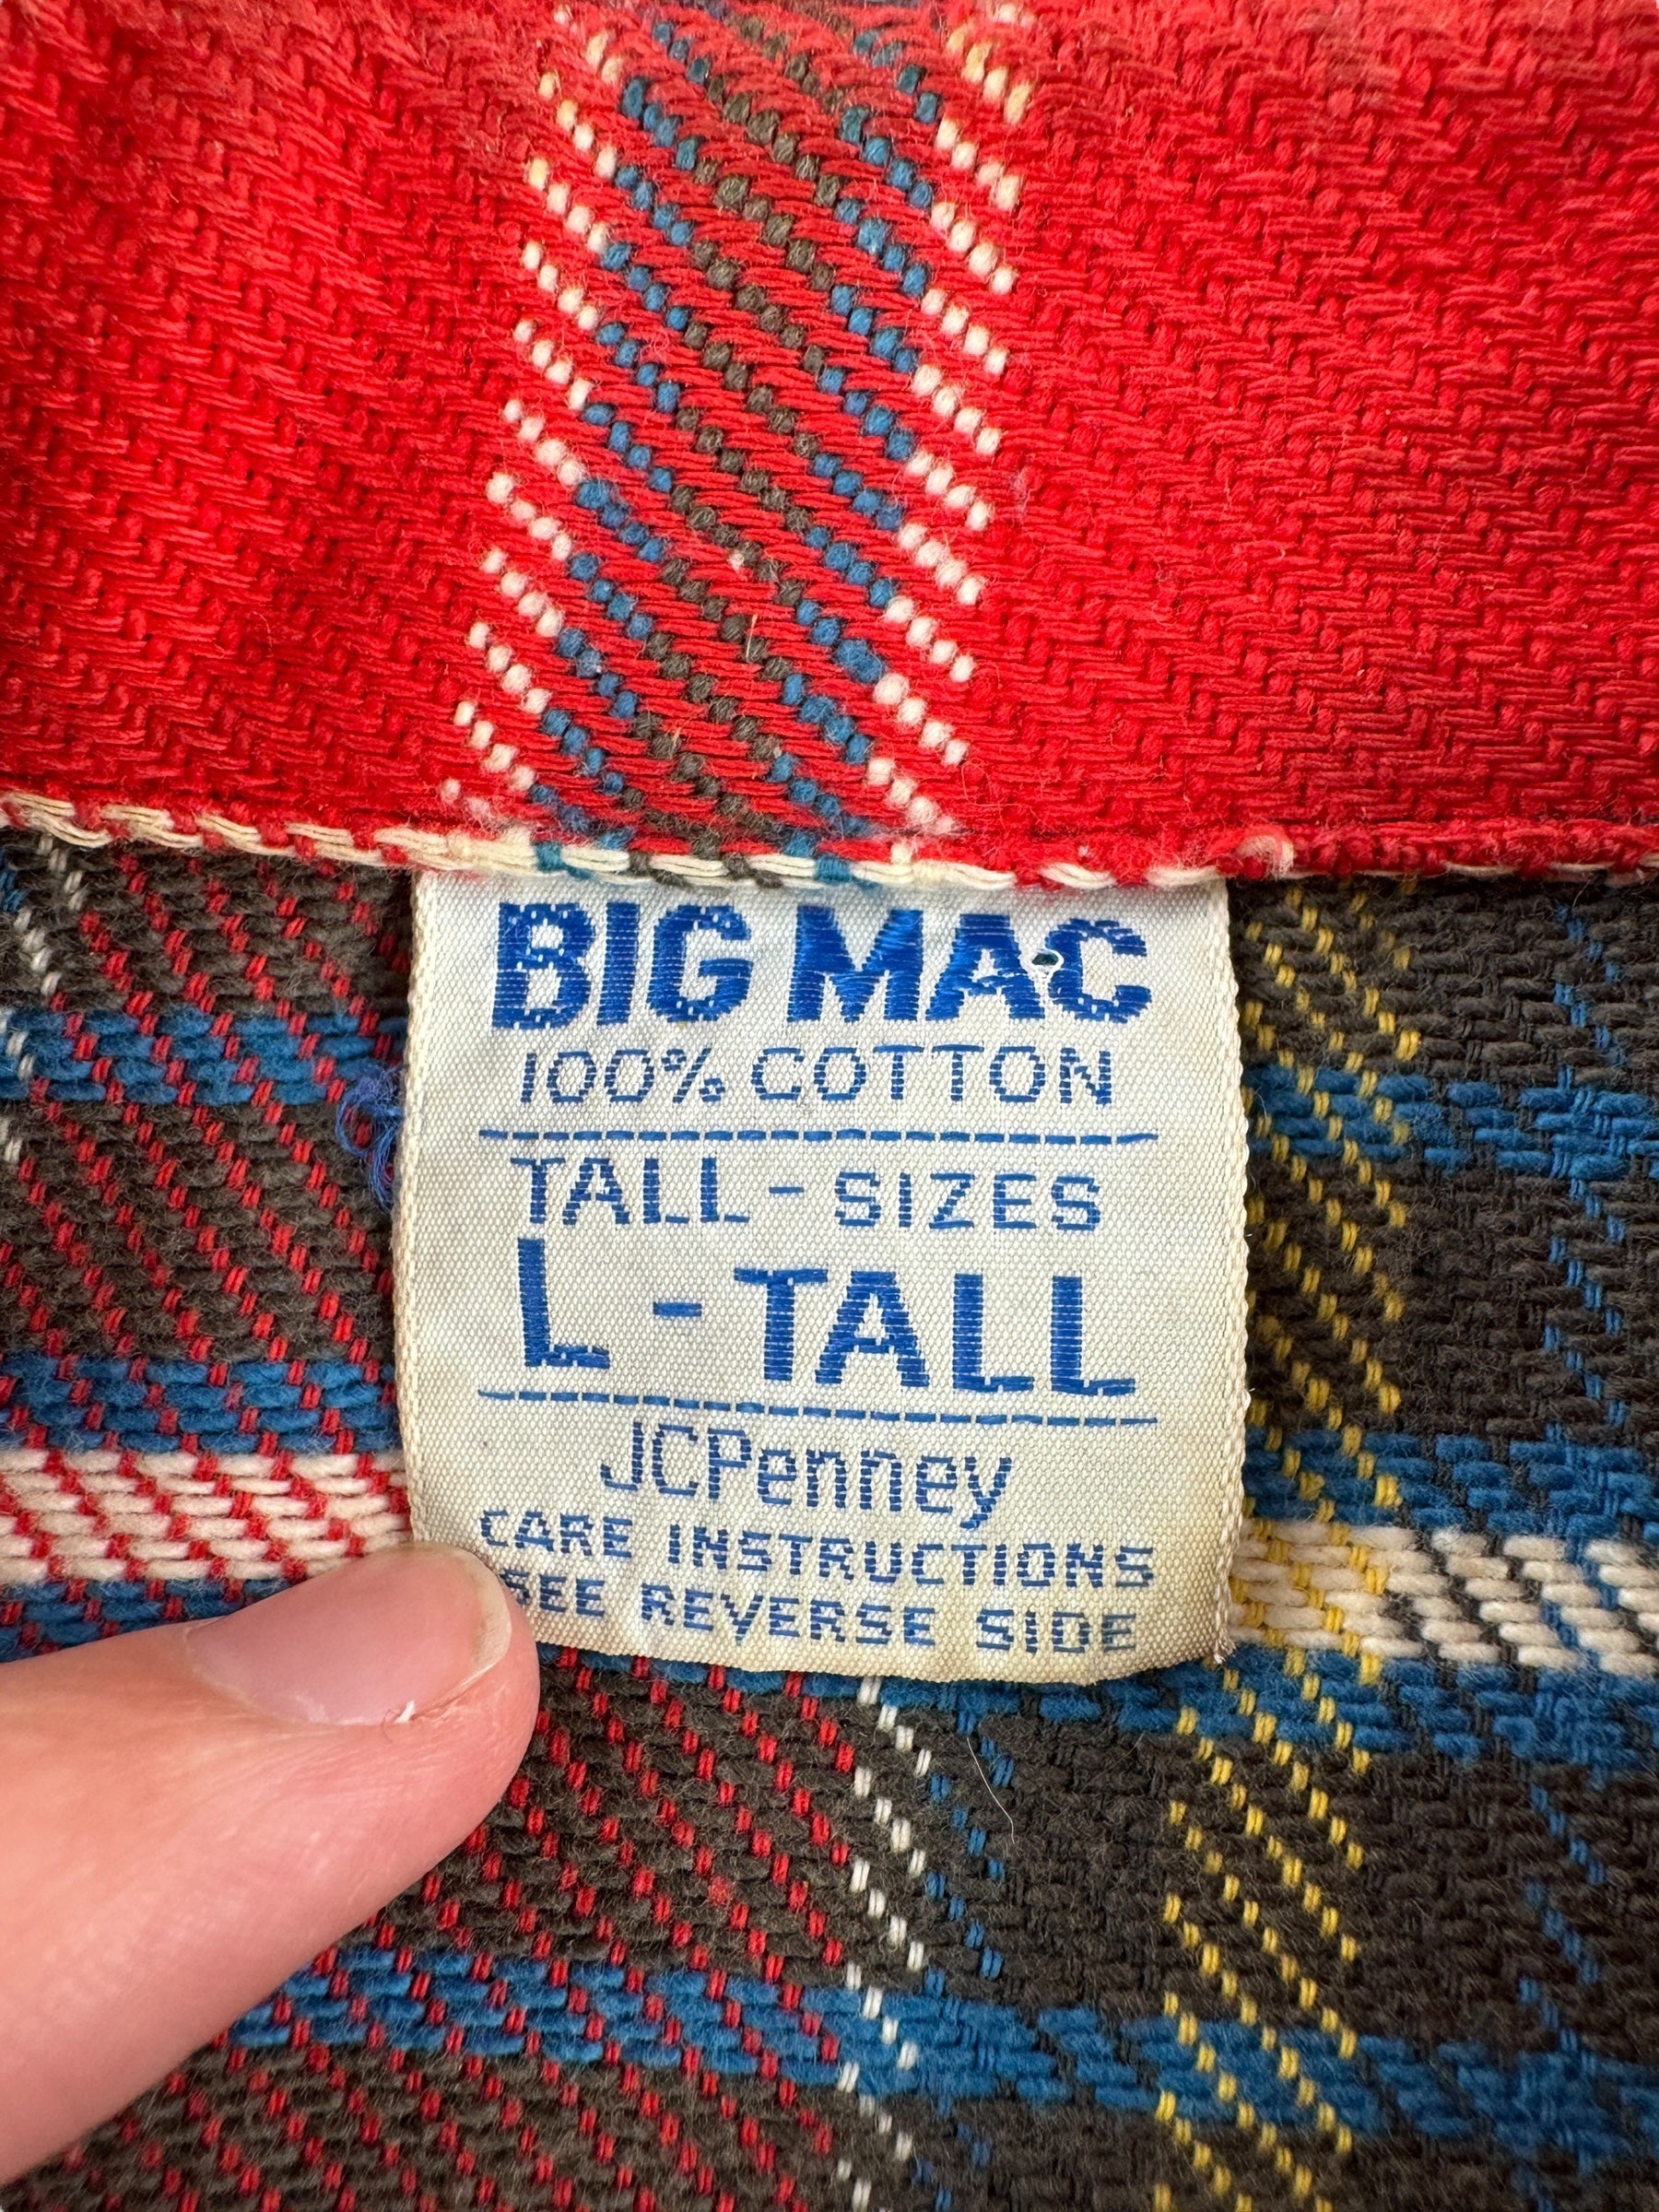 BIG MAC
100% COTTON
TALL - SIZES
L - TALL
JCPenney
CARE INSTRUCTIONS
SEE REVERSE SIDE